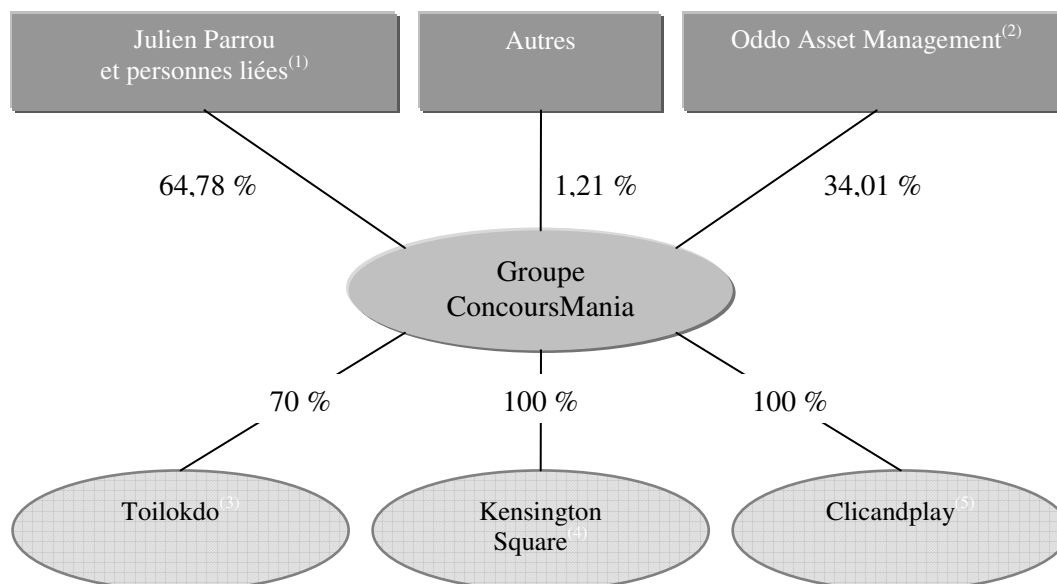 Julien Parrou
et personnes liées(1)
Autres
Oddo Asset Management(2)
64,78 %
1,21 %
34,01 %
Groupe
ConcoursMania
70 %
100 %
100 %
Toilokdo(3)
Kensington
Square(4)
Clicandplay(5)